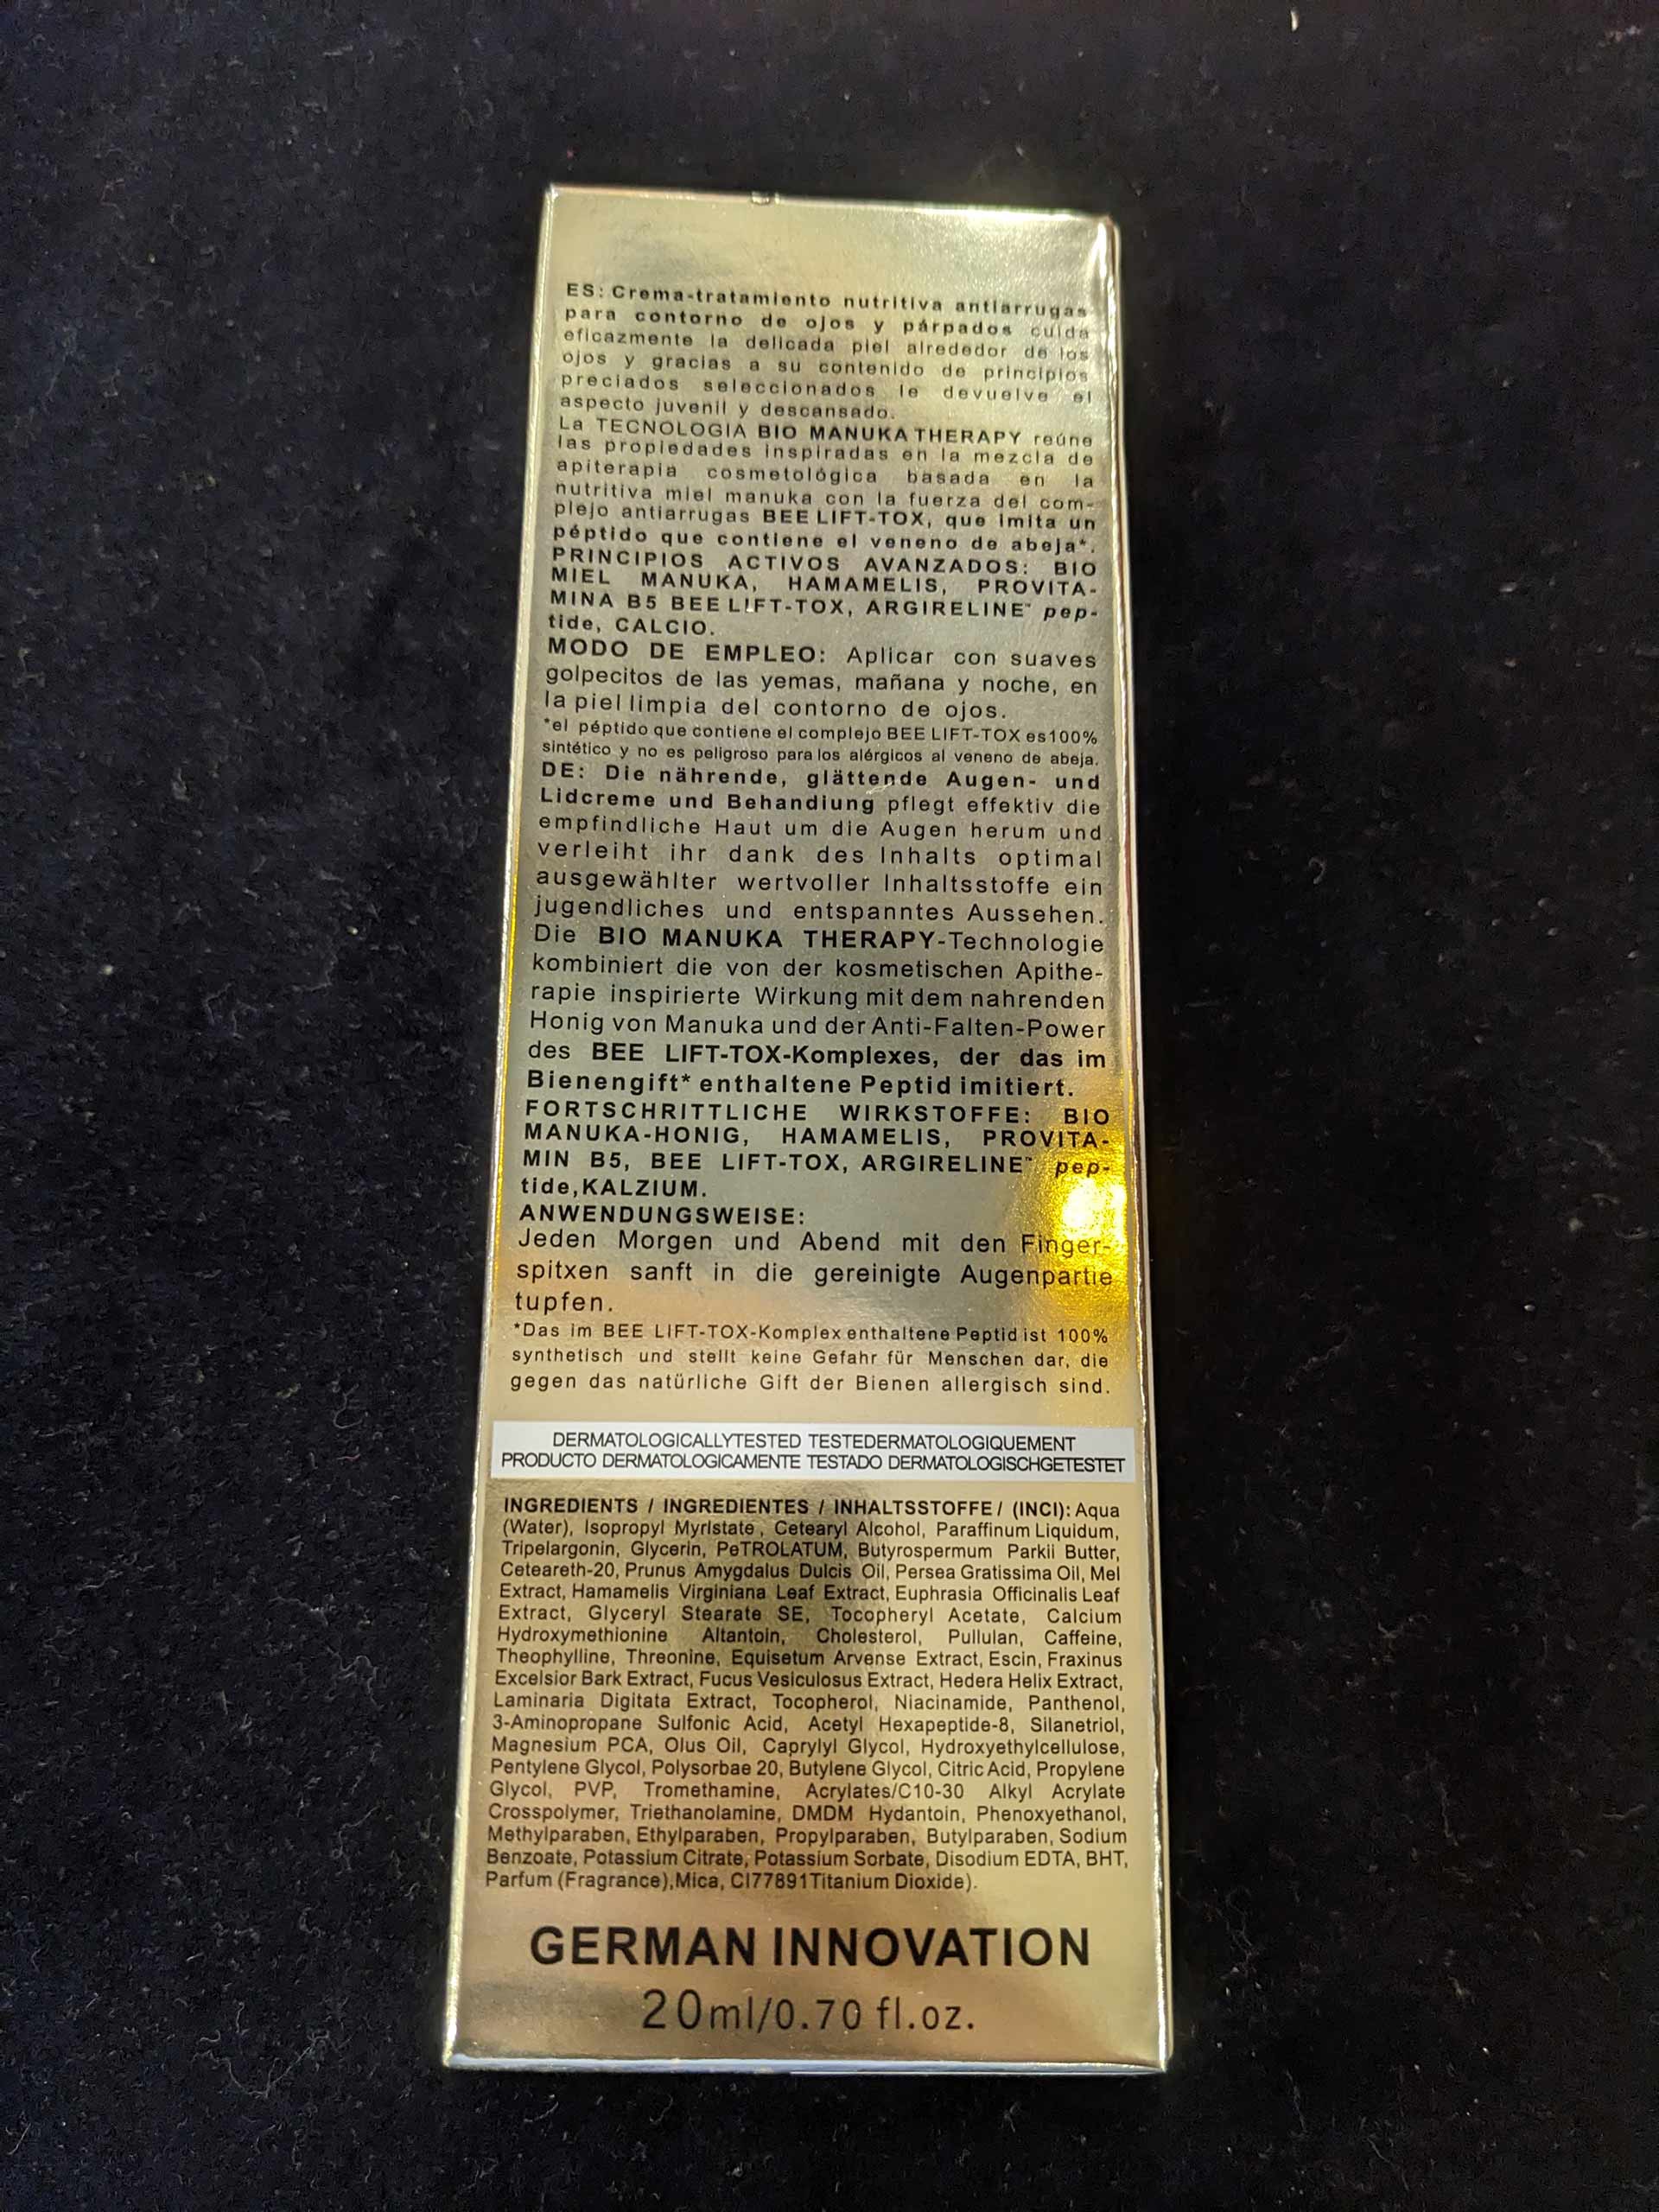 ES: Crema-tratamiento nutritiva antiarrugas
para contorno de ojos y párpados cuida
eficazmente la delicada piel alrededor de los
ojos y gracias a su contenido de principios
preciados seleccionados le devuelve el
aspecto juvenil y descansado.
La TECNOLOGIA BIO MANUKA THERAPY reúne
las propiedades inspiradas en la mezcla de
apiterapia cosmetológica basada en la
nutritiva miel manuka con la fuerza del com-
plejo antiarrugas BEE LIFT-TOX, que imita un
péptido que contiene el veneno de abeja*.
PRINCIPIOS ACTIVOS AVANZADOS: BIO
MIEL MANUKA, HAMAMELIS, PROVITA-
MINA B5 BEE LIFT-TOX, ARGIRELINE™ pep-
tide, CALCIO.
MODO DE EMPLEO: Aplicar con suaves
golpecitos de las yemas, mañana y noche, en
la piel limpia del contorno de ojos.
*el péptido que contiene el complejo BEE LIFT-TOX es100%
sintético y no es peligroso para los alérgicos al veneno de abeja.
DE: Die nährende, glättende Augen- und
Lidcreme und Behandiung pflegt effektiv die
empfindliche Haut um die Augen herum und
verleiht ihr dank des Inhalts optimal
ausgewählter wertvoller Inhaltsstoffe ein
jugendliches und entspanntes Aussehen.
Die BIO MANUKA THERAPY-Technologie
kombiniert die von der kosmetischen Apithe-
rapie inspirierte Wirkung mit dem nahrenden
Honig von Manuka und der Anti-Falten-Power
des BEE LIFT-TOX-Komplexes, der das im
Bienengift* enthaltene Peptid imitiert.
FORTSCHRITTLICHE WIRKSTOFFE: BIO
MANUKA-HONIG, HAMAMELIS, PROVITA-
MIN B5, BEE LIFT-TOX, ARGIRELINE™ pep-
tide,KALZIUM.
ANWENDUNGSWEISE:
Jeden Morgen und Abend mit den Finger-
spitxen sanft in die gereinigte Augenpartie
tupfen.
*Das im BEE LIFT-TOX-Komplex enthaltene Peptid ist 100%
synthetisch und stellt keine Gefahr für Menschen dar, die
gegen das natürliche Gift der Bienen allergisch sind.
DERMATOLOGICALLYTESTED TESTEDERMATOLOGIQUEMENT
PRODUCTO DERMATOLOGICAMENTE TESTADO DERMATOLOGISCHGETESTET
INGREDIENTS / INGREDIENTES / INHALTSSTOFFE / (INCI): Aqua
(Water), Isopropyl MyrIstate , Cetearyl Alcohol, Paraffinum Liquidum,
Tripelargonin, Glycerin, PeTROLATUM, Butyrospermum Parkii Butter,
Ceteareth-20, Prunus Amygdalus Dulcis Oil, Persea Gratissima Oil, Mel
Extract, Hamamelis Virginiana Leaf Extract, Euphrasia Officinalis Leaf
Extract, Glyceryl Stearate SE, Tocopheryl Acetate, Calcium
Hydroxymethionine Altantoin, Cholesterol, Pullulan, Caffeine,
Theophylline, Threonine, Equisetum Arvense Extract, Escin, Fraxinus
Excelsior Bark Extract, Fucus Vesiculosus Extract, Hedera Helix Extract,
Laminaria Digitata Extract, Tocopherol, Niacinamide, Panthenol,
3-Aminopropane Sulfonic Acid, Acetyl Hexapeptide-8, Silanetriol,
Magnesium PCA, Olus Oil, Caprylyl Glycol, Hydroxyethylcellulose,
Pentylene Glycol, Polysorbae 20, Butylene Glycol, Citric Acid, Propylene
Glycol, PVP, Tromethamine, Acrylates/C10-30 Alkyl Acrylate
Crosspolymer, Triethanolamine, DMDM Hydantoin, Phenoxyethanol,
Methylparaben, Ethylparaben, Propylparaben, Butylparaben, Sodium
Benzoate, Potassium Citrate, Potassium Sorbate, Disodium EDTA, BHT,
Parfum (Fragrance),Mica, CI77891Titanium Dioxide).
GERMAN INNOVATION
20ml/0.70 fl.oz.